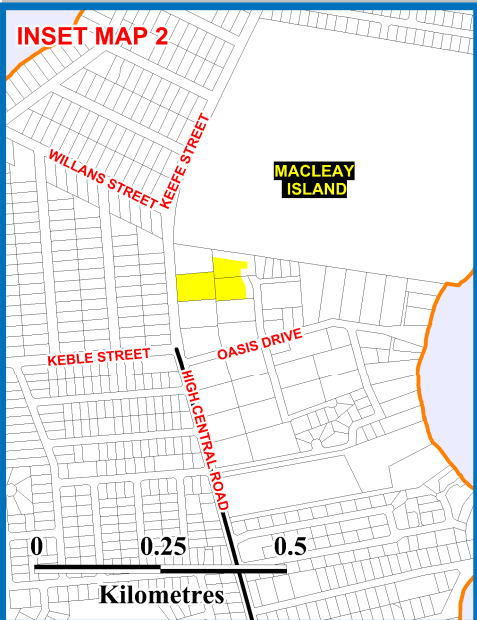 INSET MAP 2
WILLANS STREET
KEEFE STREET
MACLEAY
ISLAND
KEBLE STREET
OASIS DRIVE
HIGH CENTRAL ROAD
0 0.25 0.5
Kilometres